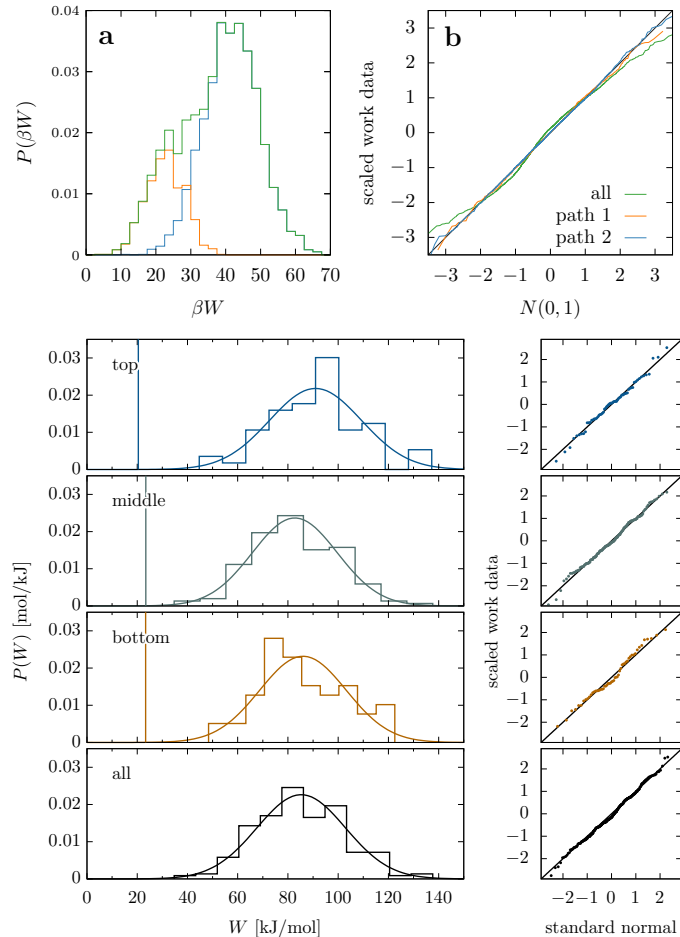 a
P(βW)
0.04
0.03
0.02
0.01
0
0 10 20 30 40 50 60 70
βW
b
scaled work data
3
2
1
0
−1
−2
−3
all
path 1
path 2
−3 −2 −1 0 1 2 3
N(0, 1)
P(W) [mol/kJ]
top
0.03
0.02
0.01
0
middle
0.03
0.02
0.01
0
bottom
0.03
0.02
0.01
0
all
0.03
0.02
0.01
0
0 20 40 60 80 100 120 140
W [kJ/mol]
scaled work data
2
1
0
−1
−2
2
1
0
−1
−2
2
1
0
−1
−2
2
1
0
−1
−2
−2 −1 0 1 2
standard normal